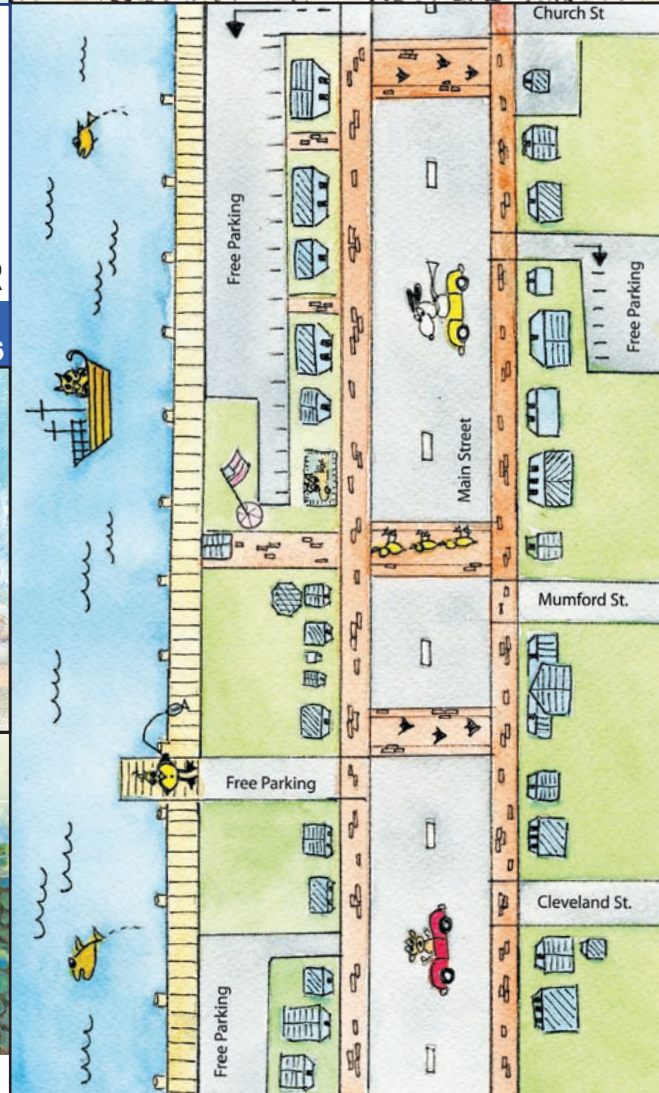 Church St
Free Parking
Free Parking
Main Street
Mumford St.
Free Parking
Cleveland St.
Free Parking